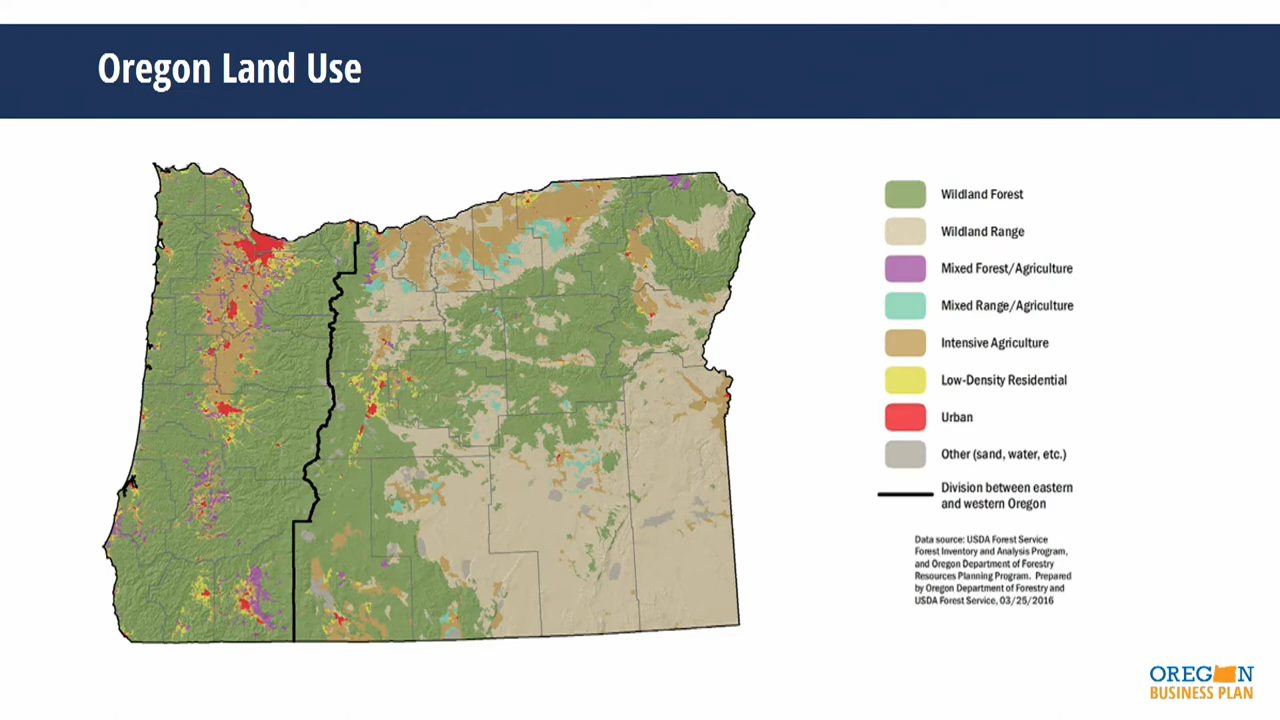 Oregon Land Use
Wildland Forest
Wildland Range
Mixed Forest/Agriculture
Mixed Range/Agriculture
Intensive Agriculture
Low-Density Residential
Urban
Other (sand, water, etc.)
Division between eastern
and western Oregon
Data source: USDA Forest Service
Forest Inventory and Analysis Program,
and Oregon Department of Forestry
Resources Planning Program. Prepared
by Oregon Department of Forestry and
USDA Forest Service, 03/25/2016
OREGON
BUSINESS PLAN